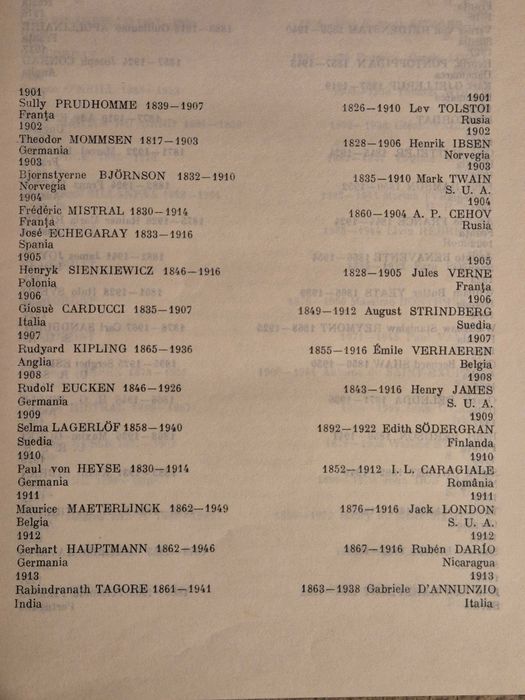 1901
Sully PRUDHOMME 1839—1907
Franţa
1902
Theodor MOMMSEN 1817—1903
Germania
1903
Bjornstyerne BJÖRNSON 1832—1910
Norvegia
1904
Frédéric MISTRAL 1830—1914
Franţa
José ECHEGARAY 1833—1916
Spania
1905
Henryk SIENKIEWICZ 1846—1916
Polonia
1906
Giosuè CARDUCCI 1835—1907
Italia
1907
Rudyard KIPLING 1865—1936
Anglia
1908
Rudolf EUCKEN 1846—1926
Germania
1909
Selma LAGERLÖF 1858—1940
Suedia
1910
Paul von HEYSE 1830—1914
Germania
1911
Maurice MAETERLINCK 1862—1949
Belgia
1912
Gerhart HAUPTMANN 1862—1946
Germania
1913
Rabindranath TAGORE 1861—1941
India
1901
1826—1910 Lev TOLSTOI
Rusia
1902
1828—1906 Henrik IBSEN
Norvegia
1903
1835—1910 Mark TWAIN
S. U. A.
1904
1860—1904 A. P. CEHOV
Rusia
1905
1828—1905 Jules VERNE
Franţa
1906
1849—1912 August STRINDBERG
Suedia
1907
1855—1916 Émile VERHAEREN
Belgia
1908
1843—1916 Henry JAMES
S. U. A.
1909
1892—1922 Edith SÖDERGRAN
Finlanda
1910
1852—1912 I. L. CARAGIALE
România
1911
1876—1916 Jack LONDON
S. U. A.
1912
1867—1916 Rubén DARÍO
Nicaragua
1913
1863—1938 Gabriele D'ANNUNZIO
Italia